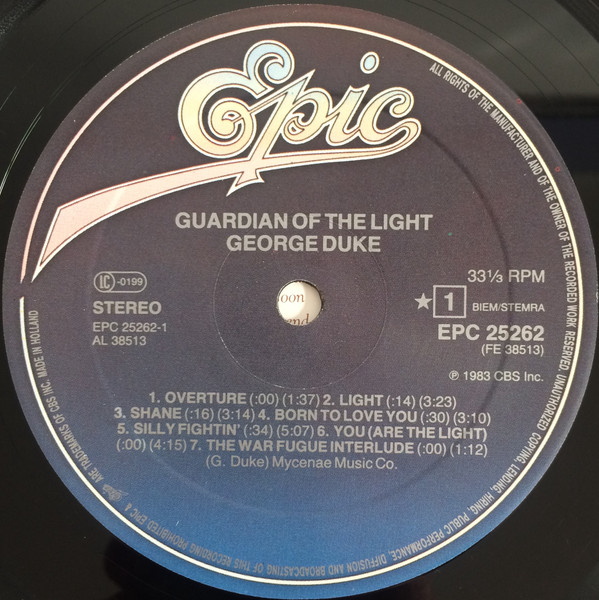 Epic
GUARDIAN OF THE LIGHT
GEORGE DUKE
LC-0199
STEREO
EPC 25262-1
AL 38513
33⅓ RPM
★ 1 BIEM/STEMRA
EPC 25262
(FE 38513)
℗ 1983 CBS Inc.
oon
end
1. OVERTURE (:00) (1:37) 2. LIGHT (:14) (3:23)
3. SHANE (:16) (3:14) 4. BORN TO LOVE YOU (:30) (3:10)
5. SILLY FIGHTIN' (:34) (5:07) 6. YOU (ARE THE LIGHT)
(:00) (4:15) 7. THE WAR FUGUE INTERLUDE (:00) (1:12)
(G. Duke) Mycenae Music Co.
ALL RIGHTS OF THE MANUFACTURER AND OF THE OWNER OF THE RECORDED WORK RESERVED. UNAUTHORIZED COPYING, LENDING, HIRING, PUBLIC PERFORMANCE, DIFFUSION AND BROADCASTING OF THIS RECORDING PROHIBITED. EPIC & ARE TRADEMARKS OF CBS INC. MADE IN HOLLAND